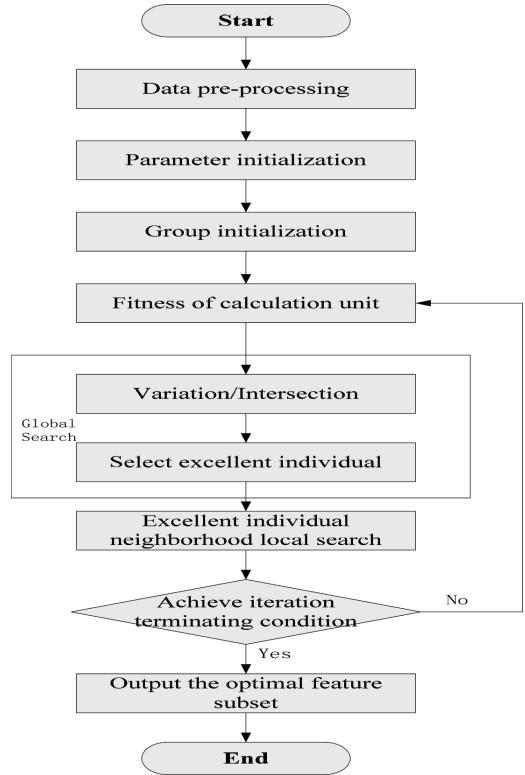 Start
Data pre-processing
Parameter initialization
Group initialization
Fitness of calculation unit
Variation/Intersection
Global
Search
Select excellent individual
Excellent individual
neighborhood local search
Achieve iteration
terminating condition
No
Yes
Output the optimal feature
subset
End